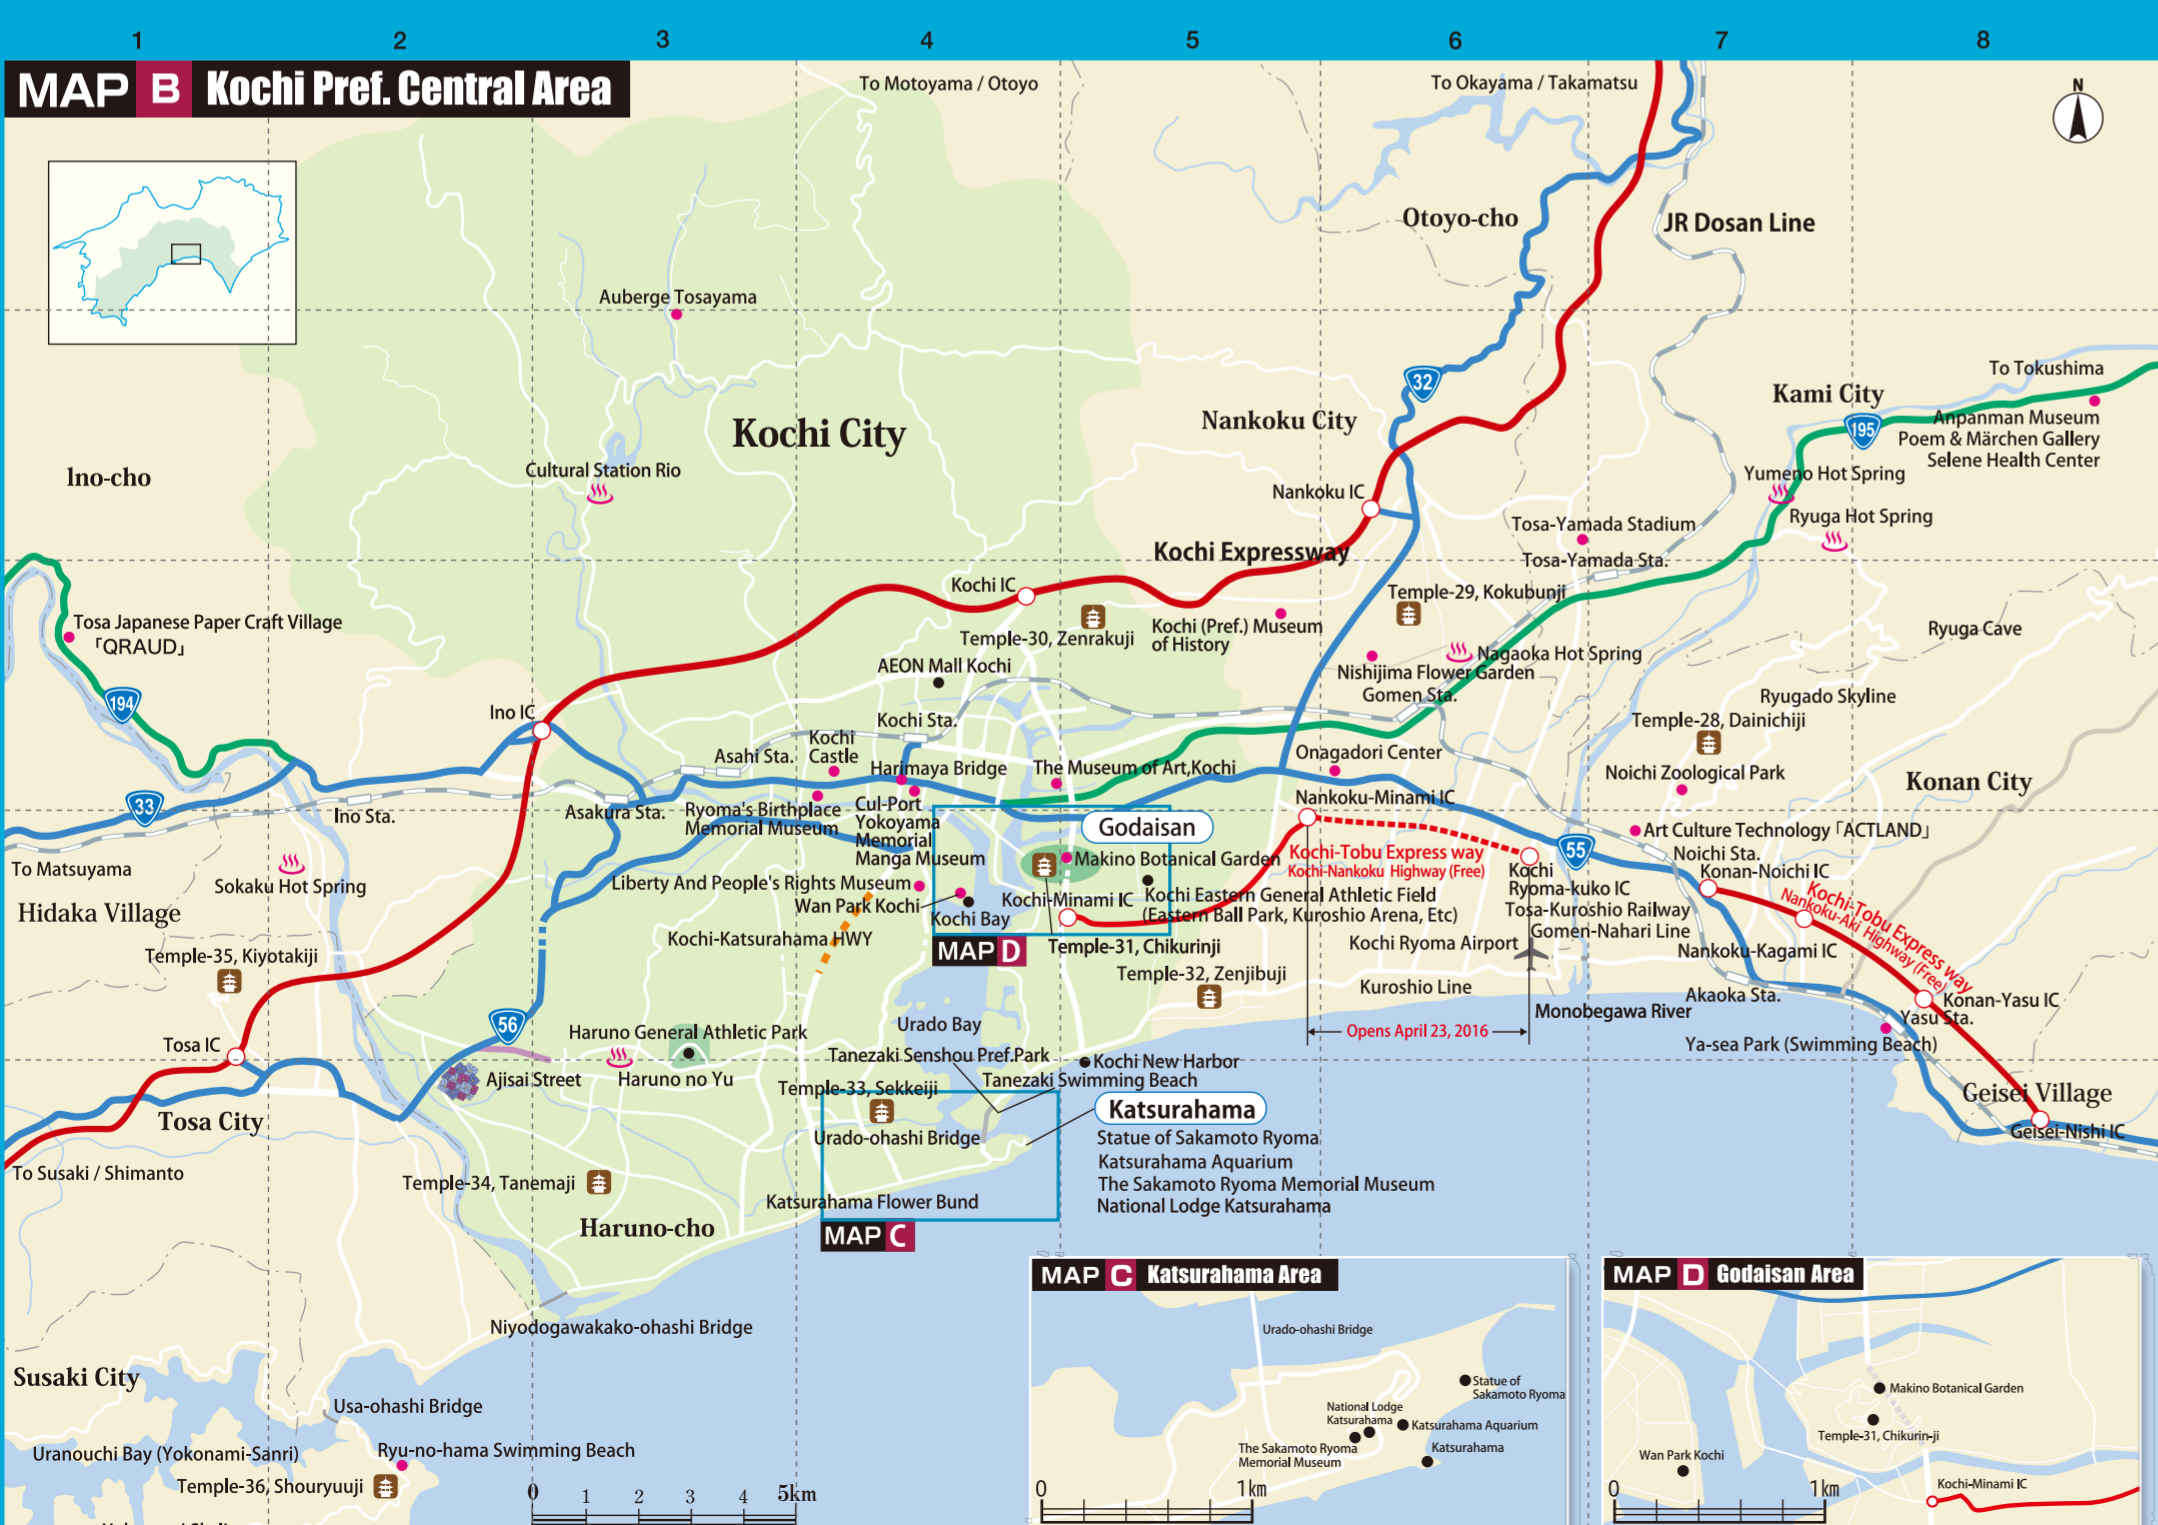 1 2 3 4 5 6 7 8
MAP B Kochi Pref. Central Area
To Motoyama / Otoyo
To Okayama / Takamatsu
N
Otoyo-cho
JR Dosan Line
Auberge Tosayama
To Tokushima
32
Kami City
Nankoku City
Kochi City
195
Anpanman Museum
Poem & Märchen Gallery
Selene Health Center
Ino-cho
Cultural Station Rio
Yumeno Hot Spring
Nankoku IC
Ryuga Hot Spring
Tosa-Yamada Stadium
Kochi Expressway
Tosa-Yamada Sta.
Kochi IC
Temple-29, Kokubunji
Tosa Japanese Paper Craft Village
「QRAUD」
Temple-30, Zenrakuji
Kochi (Pref.) Museum
of History
Ryuga Cave
Nagaoka Hot Spring
AEON Mall Kochi
Nishijima Flower Garden
Gomen Sta.
Ryugado Skyline
194
Ino IC
Kochi Sta.
Temple-28, Dainichiji
Kochi
Castle
Asahi Sta.
Onagadori Center
Harimaya Bridge
The Museum of Art,Kochi
Noichi Zoological Park
Konan City
33
Ino Sta.
Asakura Sta.
Ryoma's Birthplace
Memorial Museum
Cul-Port
Yokoyama
Memorial
Manga Museum
Nankoku-Minami IC
Godaisan
Art Culture Technology「ACTLAND」
55
Noichi Sta.
Konan-Noichi IC
To Matsuyama
Sokaku Hot Spring
Makino Botanical Garden
Kochi-Tobu Express way
Kochi-Nankoku Highway (Free)
Kochi
Ryoma-kuko IC
Liberty And People's Rights Museum
Wan Park Kochi
Kochi Bay
Kochi-Minami IC
Kochi Eastern General Athletic Field
(Eastern Ball Park, Kuroshio Arena, Etc)
Tosa-Kuroshio Railway
Gomen-Nahari Line
Kochi-Tobu Express way
Nankoku-Aki Highway (Free)
Hidaka Village
Kochi-Katsurahama HWY
MAP D
Temple-31, Chikurinji
Kochi Ryoma Airport
Nankoku-Kagami IC
Temple-35, Kiyotakiji
Temple-32, Zenjibuji
Kuroshio Line
Akaoka Sta.
Konan-Yasu IC
Monobegawa River
Yasu Sta.
56
Urado Bay
Haruno General Athletic Park
Opens April 23, 2016
Ya-sea Park (Swimming Beach)
Tosa IC
Tanezaki Senshou Pref.Park
Kochi New Harbor
Ajisai Street
Haruno no Yu
Tanezaki Swimming Beach
Temple-33, Sekkeiji
Geisei Village
Tosa City
Katsurahama
Urado-ohashi Bridge
Statue of Sakamoto Ryoma
Katsurahama Aquarium
The Sakamoto Ryoma Memorial Museum
National Lodge Katsurahama
Geisei-Nishi IC
To Susaki / Shimanto
Temple-34, Tanemaji
Katsurahama Flower Bund
Haruno-cho
MAP C
Niyodogawakako-ohashi Bridge
Susaki City
Usa-ohashi Bridge
Uranouchi Bay (Yokonami-Sanri)
Ryu-no-hama Swimming Beach
Temple-36, Shouryuuji
0 1 2 3 4 5km
MAP C Katsurahama Area
Urado-ohashi Bridge
Statue of
Sakamoto Ryoma
National Lodge
Katsurahama
Katsurahama Aquarium
The Sakamoto Ryoma
Memorial Museum
Katsurahama
0 1km
MAP D Godaisan Area
Makino Botanical Garden
Temple-31, Chikurin-ji
Wan Park Kochi
Kochi-Minami IC
0 1km